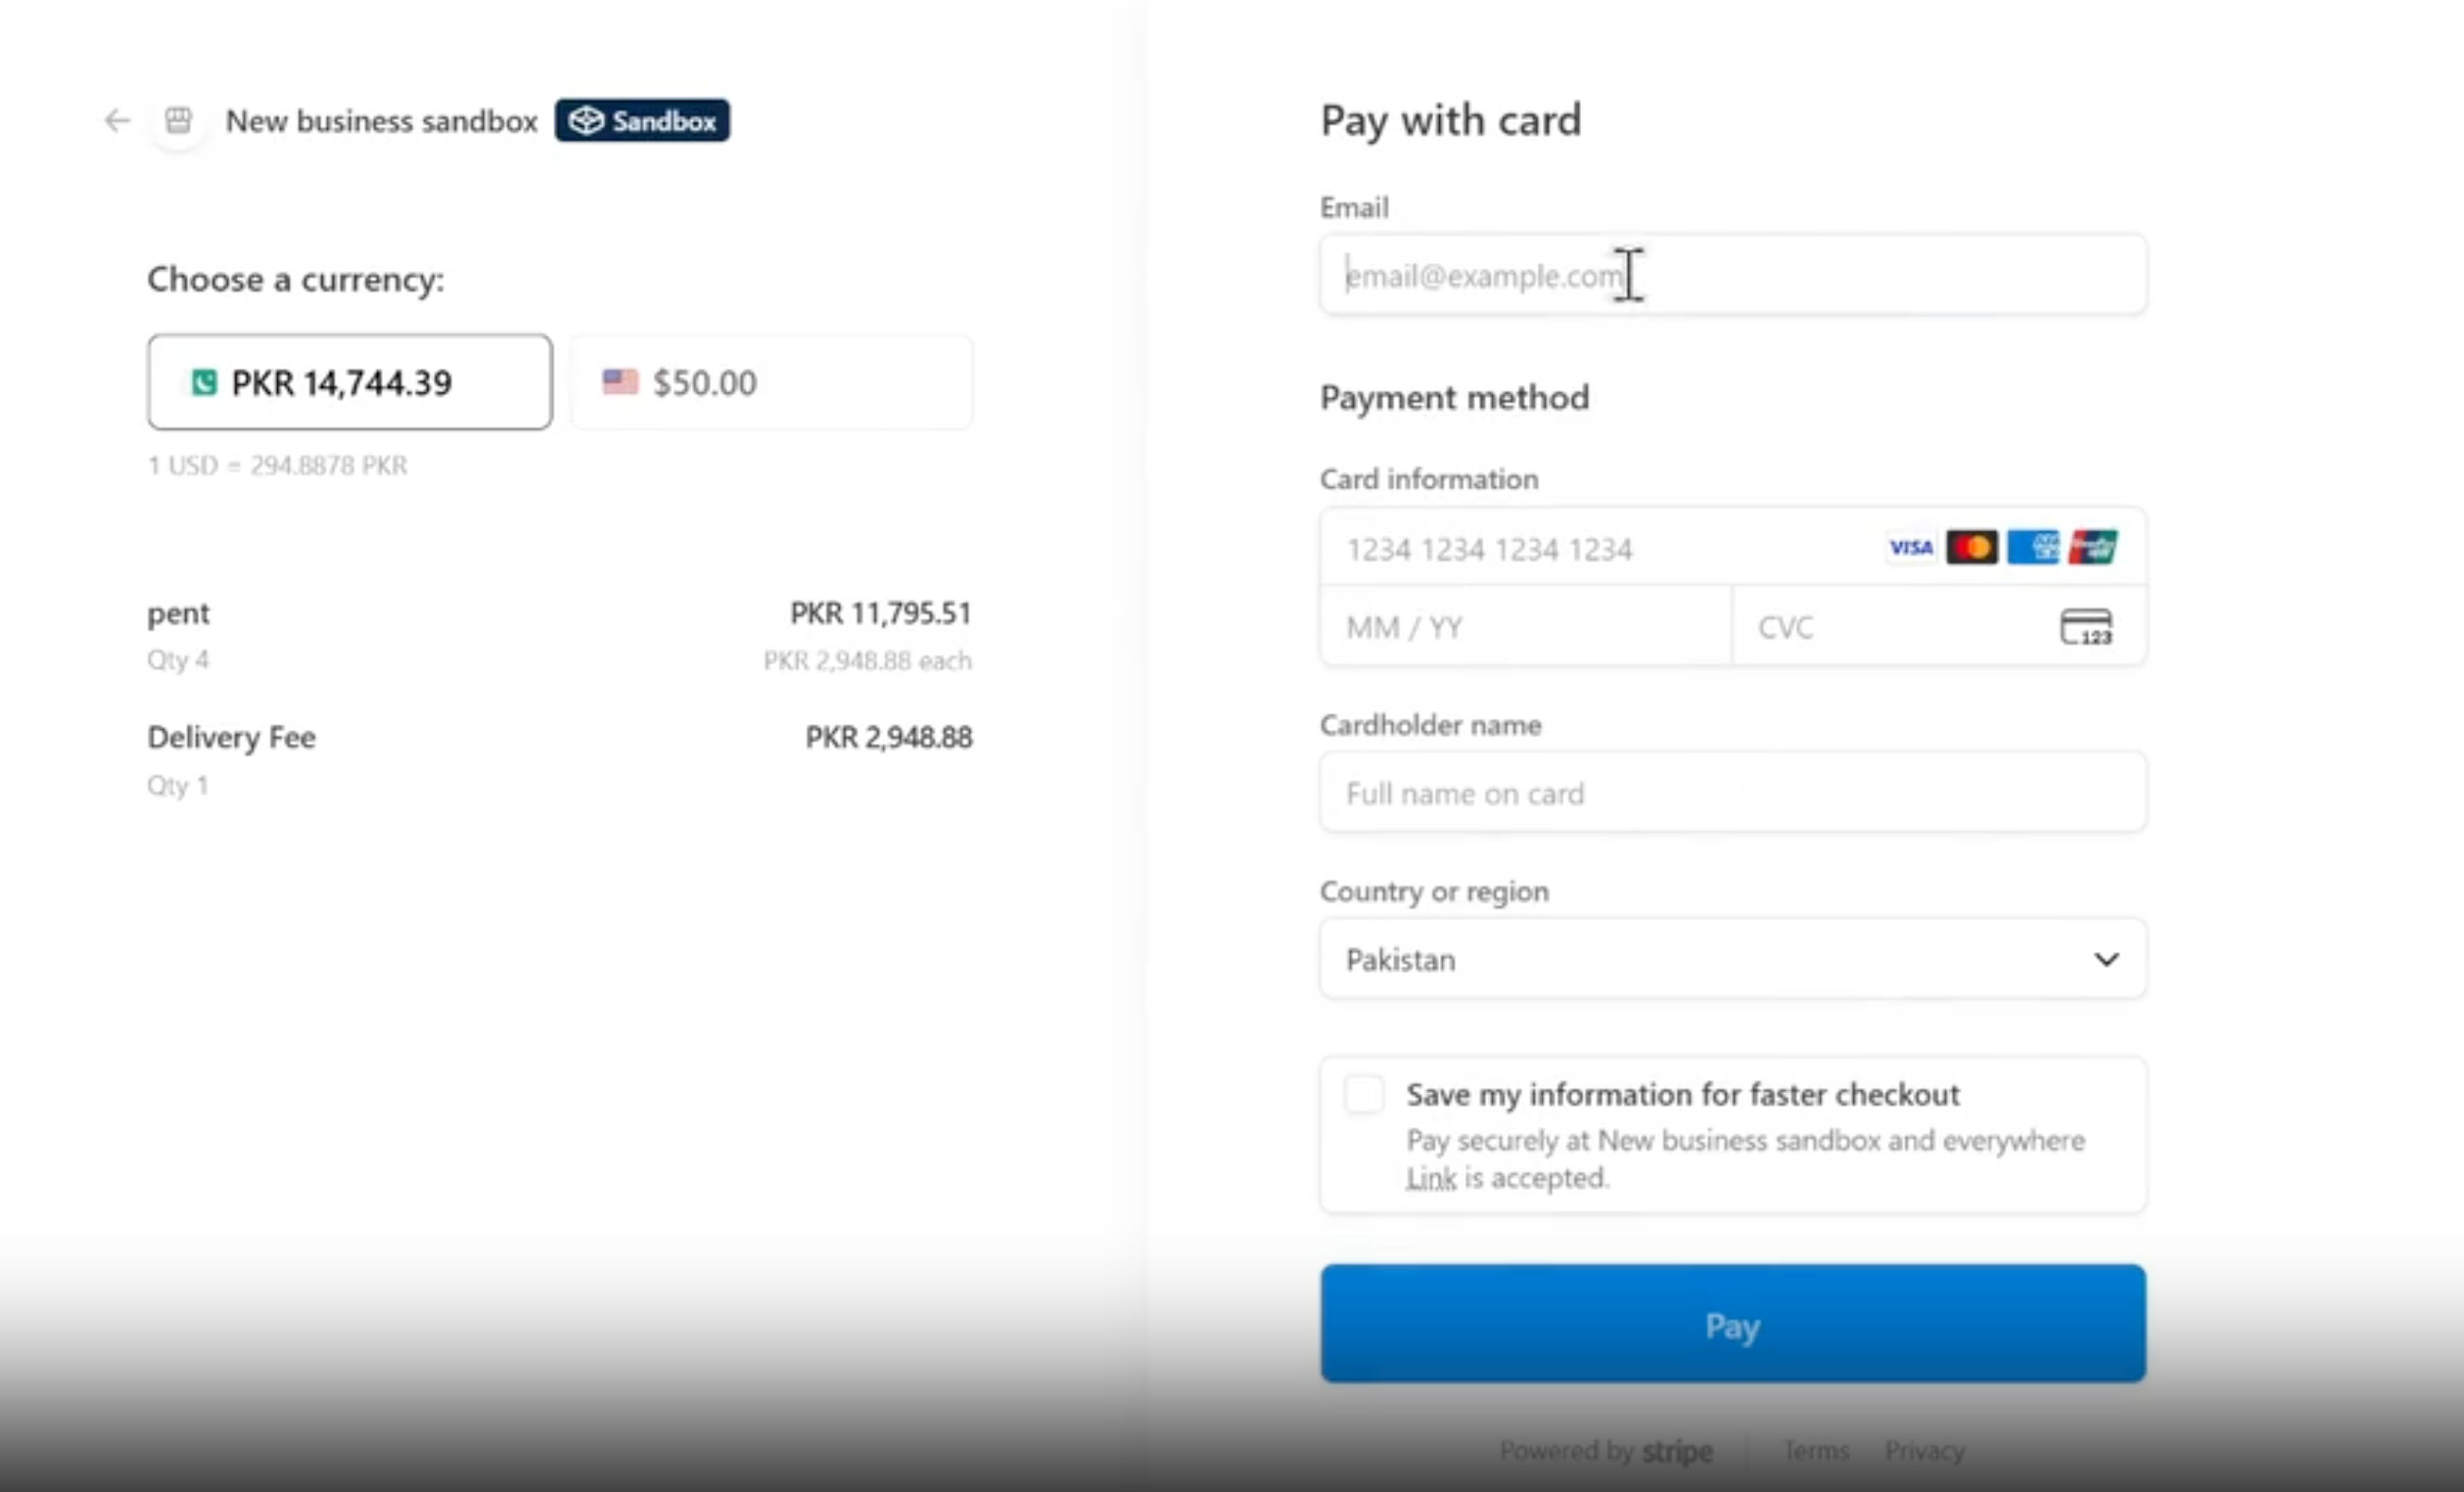 New business sandbox Sandbox
Choose a currency:
PKR 14,744.39 $50.00
1 USD = 294.8878 PKR
pent PKR 11,795.51
Qty 4 PKR 2,948.88 each
Delivery Fee PKR 2,948.88
Qty 1
Pay with card
Email
email@example.com
Payment method
Card information
1234 1234 1234 1234 VISA
MM / YY CVC 123
Cardholder name
Full name on card
Country or region
Pakistan
Save my information for faster checkout
Pay securely at New business sandbox and everywhere
Link is accepted.
Pay
Powered by stripe Terms Privacy